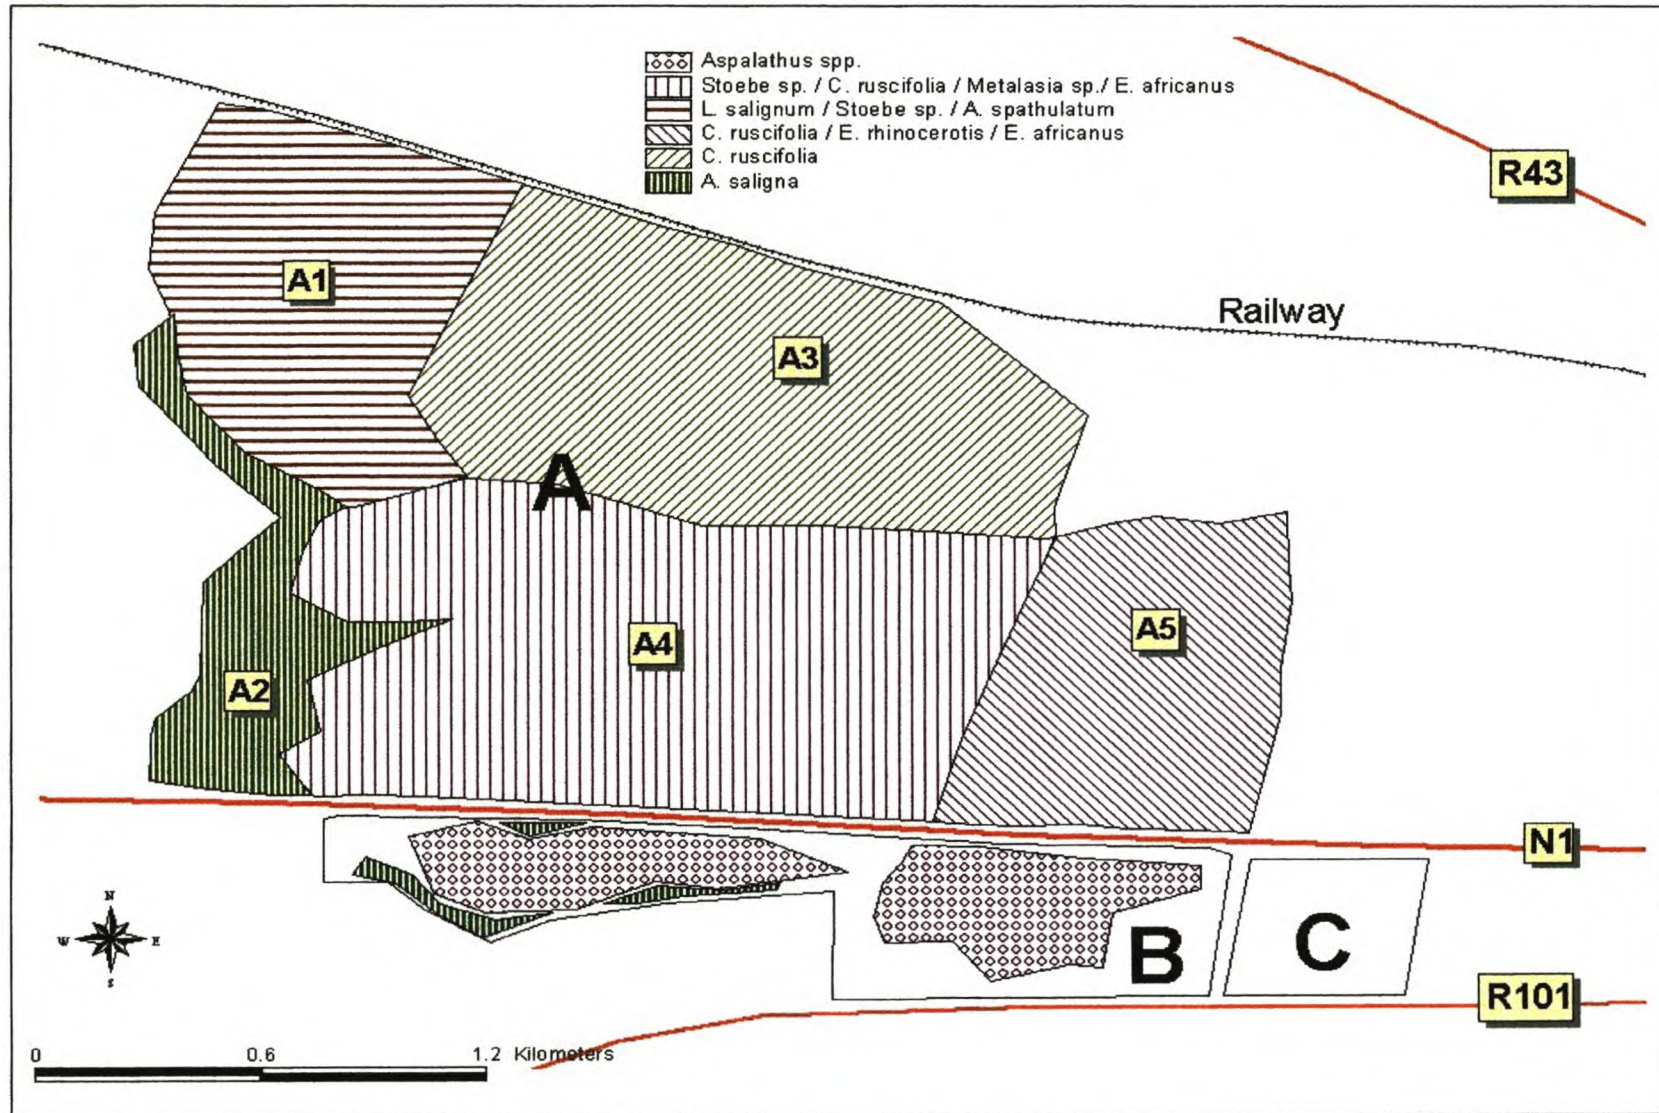 Aspalathus spp.
Stoebe sp. / C. ruscifolia / Metalasia sp./ E. africanus
L. salignum / Stoebe sp. / A. spathulatum
C. ruscifolia / E. rhinocerotis / E. africanus
C. ruscifolia
A. saligna
R43
A1
Railway
A3
A
A5
A4
A2
N1
B
C
N
W E
S
R101
0 0.6 1.2 Kilometers